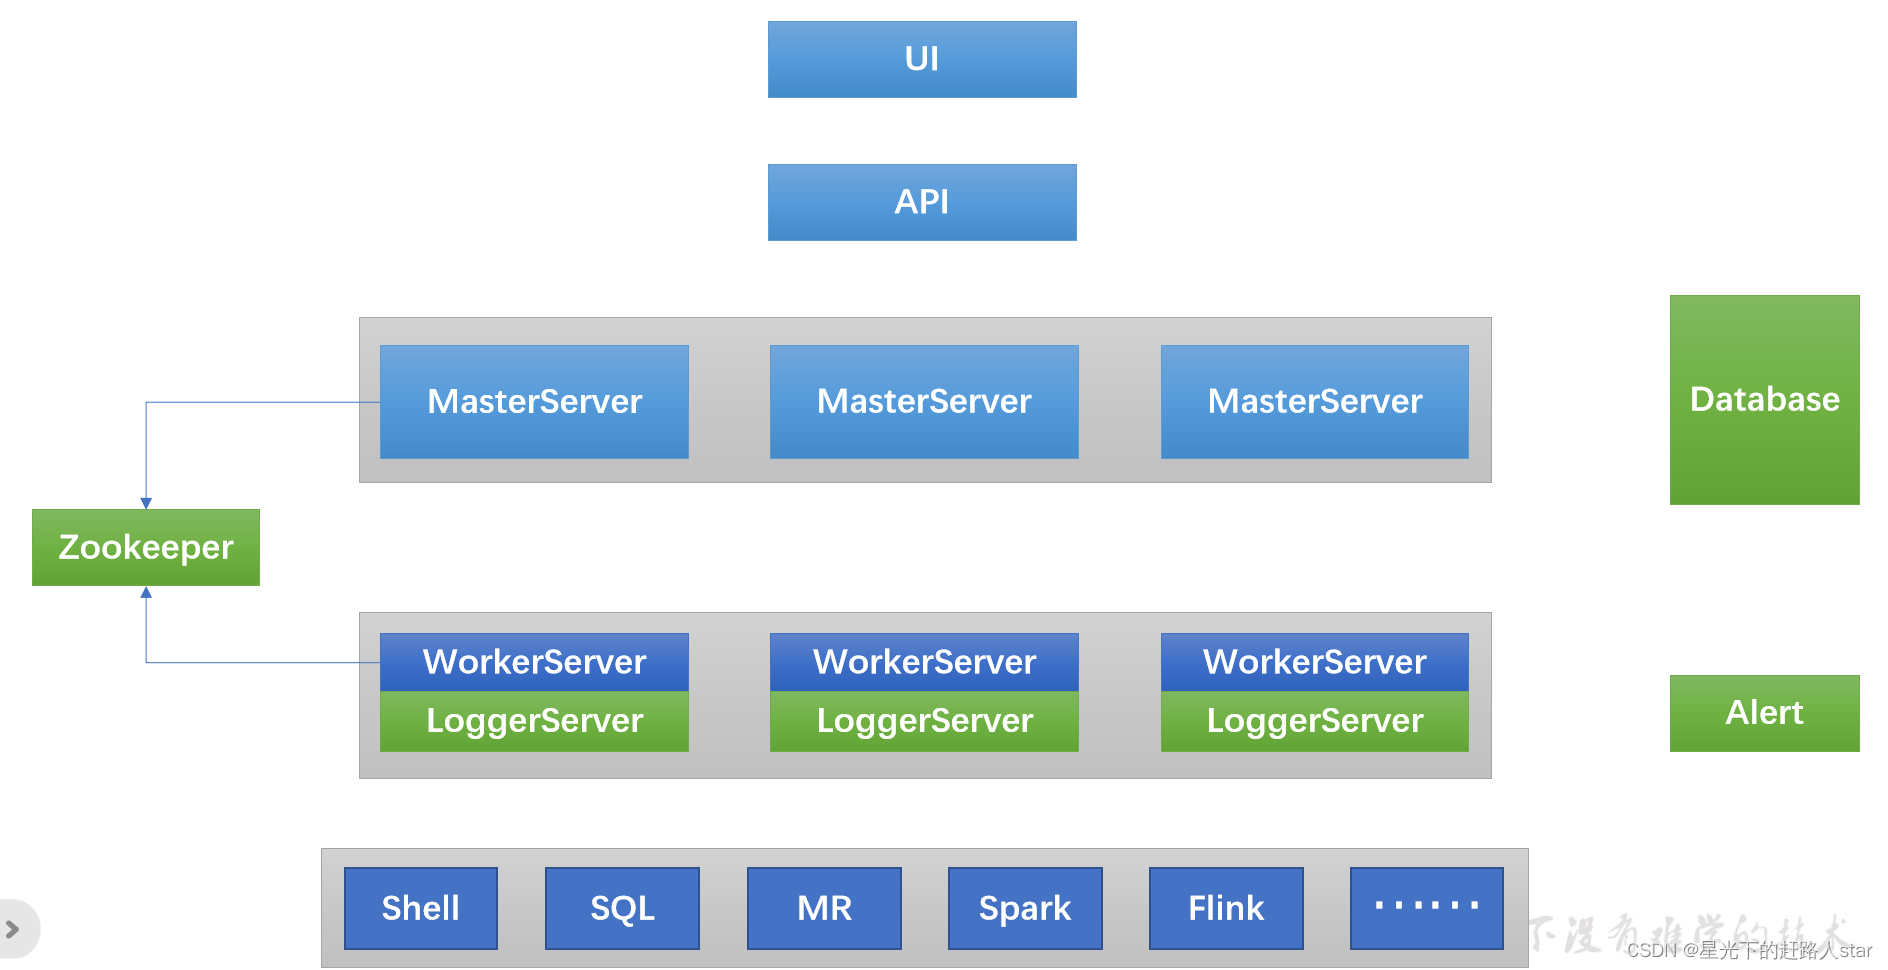 UI
API
MasterServer MasterServer MasterServer
Database
Zookeeper
WorkerServer WorkerServer WorkerServer
LoggerServer LoggerServer LoggerServer
Alert
Shell SQL MR Spark Flink ······
下没有难学的技术
CSDN @星光下的赶路人star